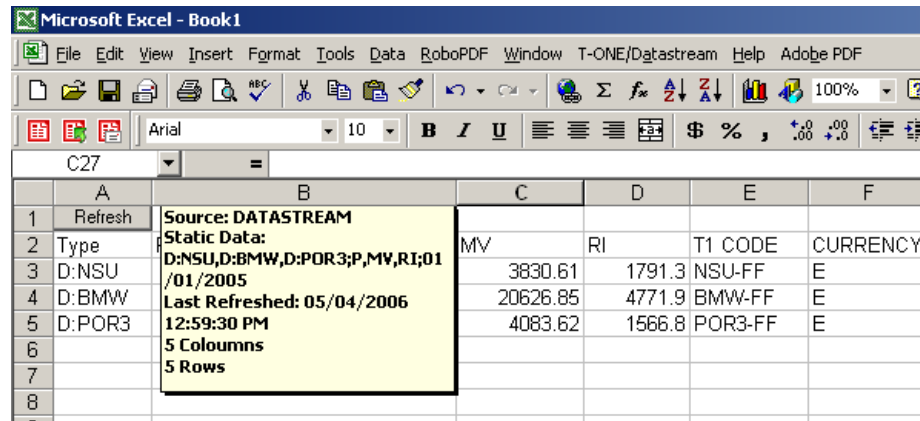 Microsoft Excel - Book1
File Edit View Insert Format Tools Data RoboPDF Window T-ONE/Datastream Help Adobe PDF
ABC 100%
Arial 10 B I U $ % , .00 .00
C27 =
A B C D E F
1 Refresh Source: DATASTREAM
Static Data:
2 Type MV RI T1 CODE CURRENCY
D:NSU,D:BMW,D:POR3;P,MV,RI;01
3 D:NSU 3830.61 1791.3 NSU-FF E
/01/2005
4 D:BMW Last Refreshed: 05/04/2006 20626.85 4771.9 BMW-FF E
5 D:POR3 12:59:30 PM 4083.62 1566.8 POR3-FF E
6 5 Coloumns
7 5 Rows
8